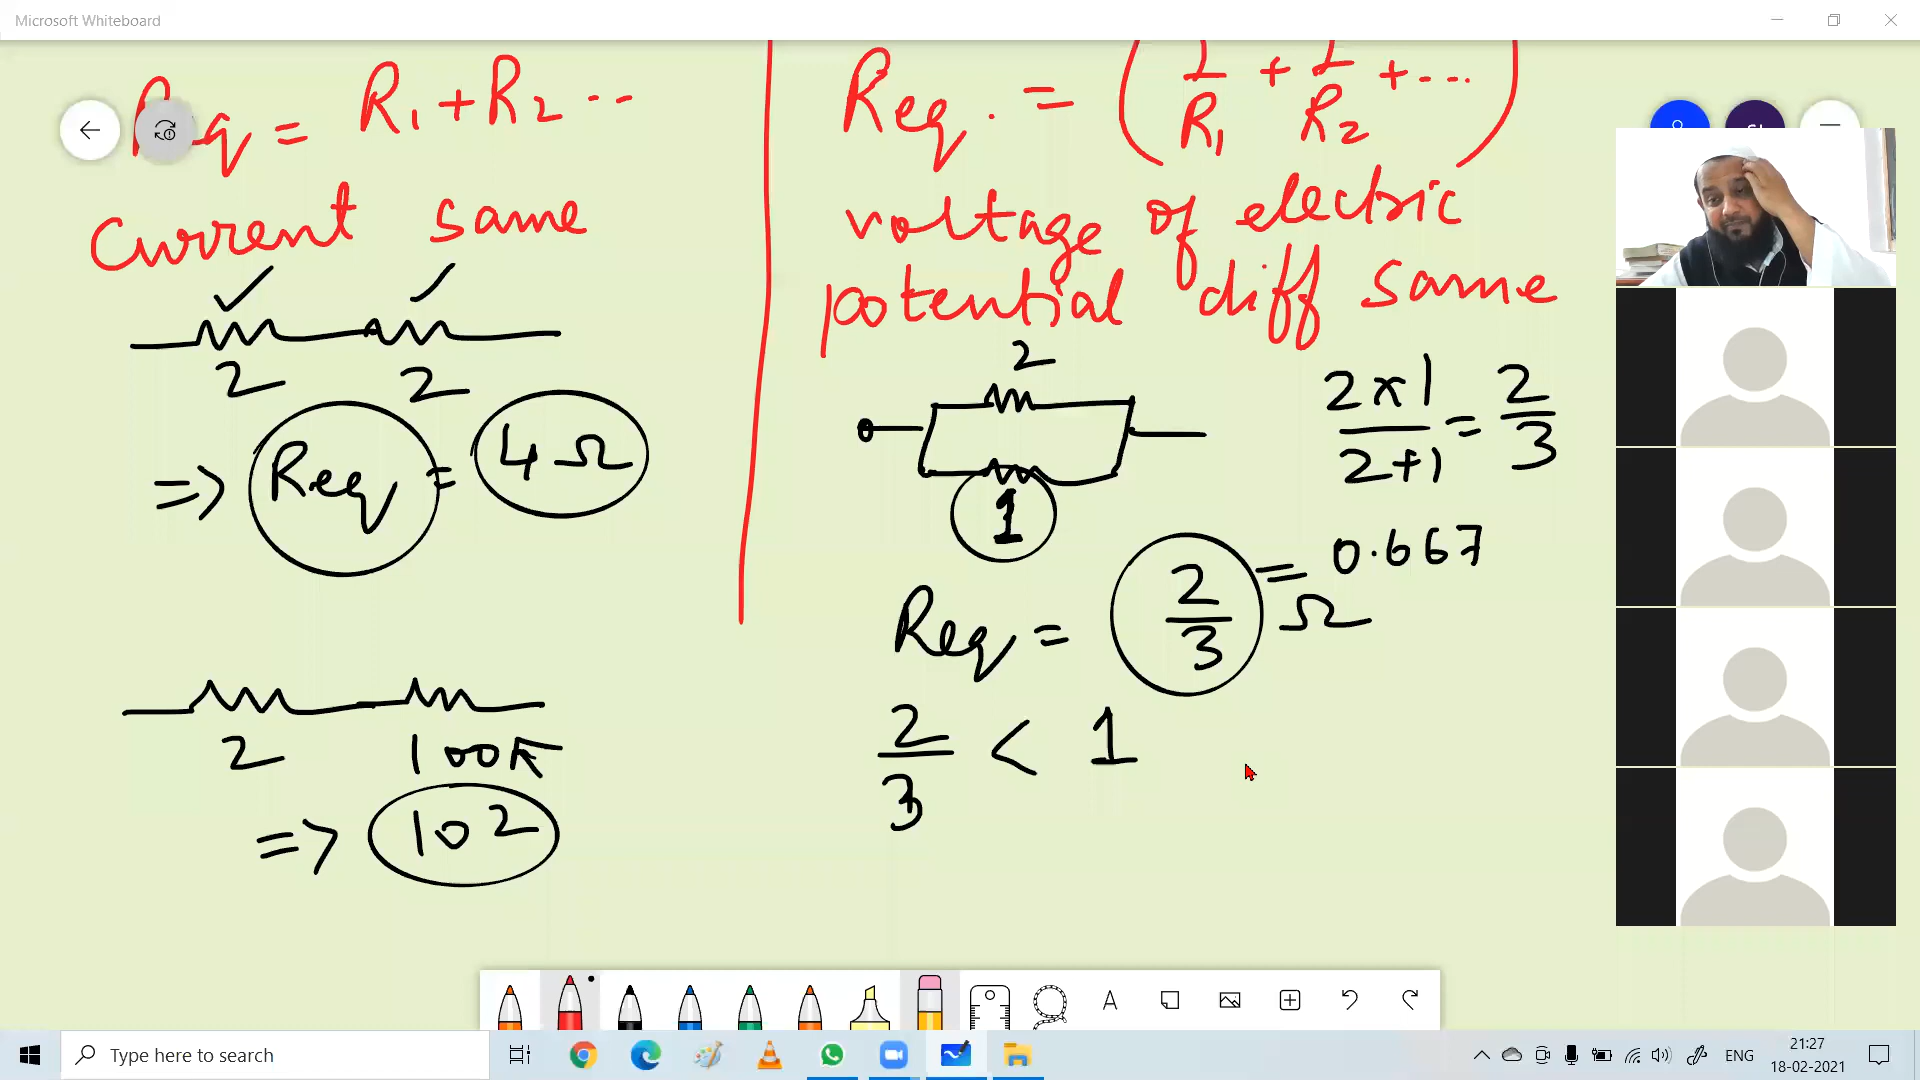 Microsoft Whiteboard
Req = R1 + R2 ..
Current same
2 2
=> Req = 4 Ω
2 100
=> 102
Req. = ( 1/R1 + 1/R2 + ... )
voltage of electric
potential diff same
2
1
2 x 1 / 2 + 1 = 2/3
Req = 2/3 Ω = 0.667
2/3 < 1
Type here to search
ENG
21:27
18-02-2021